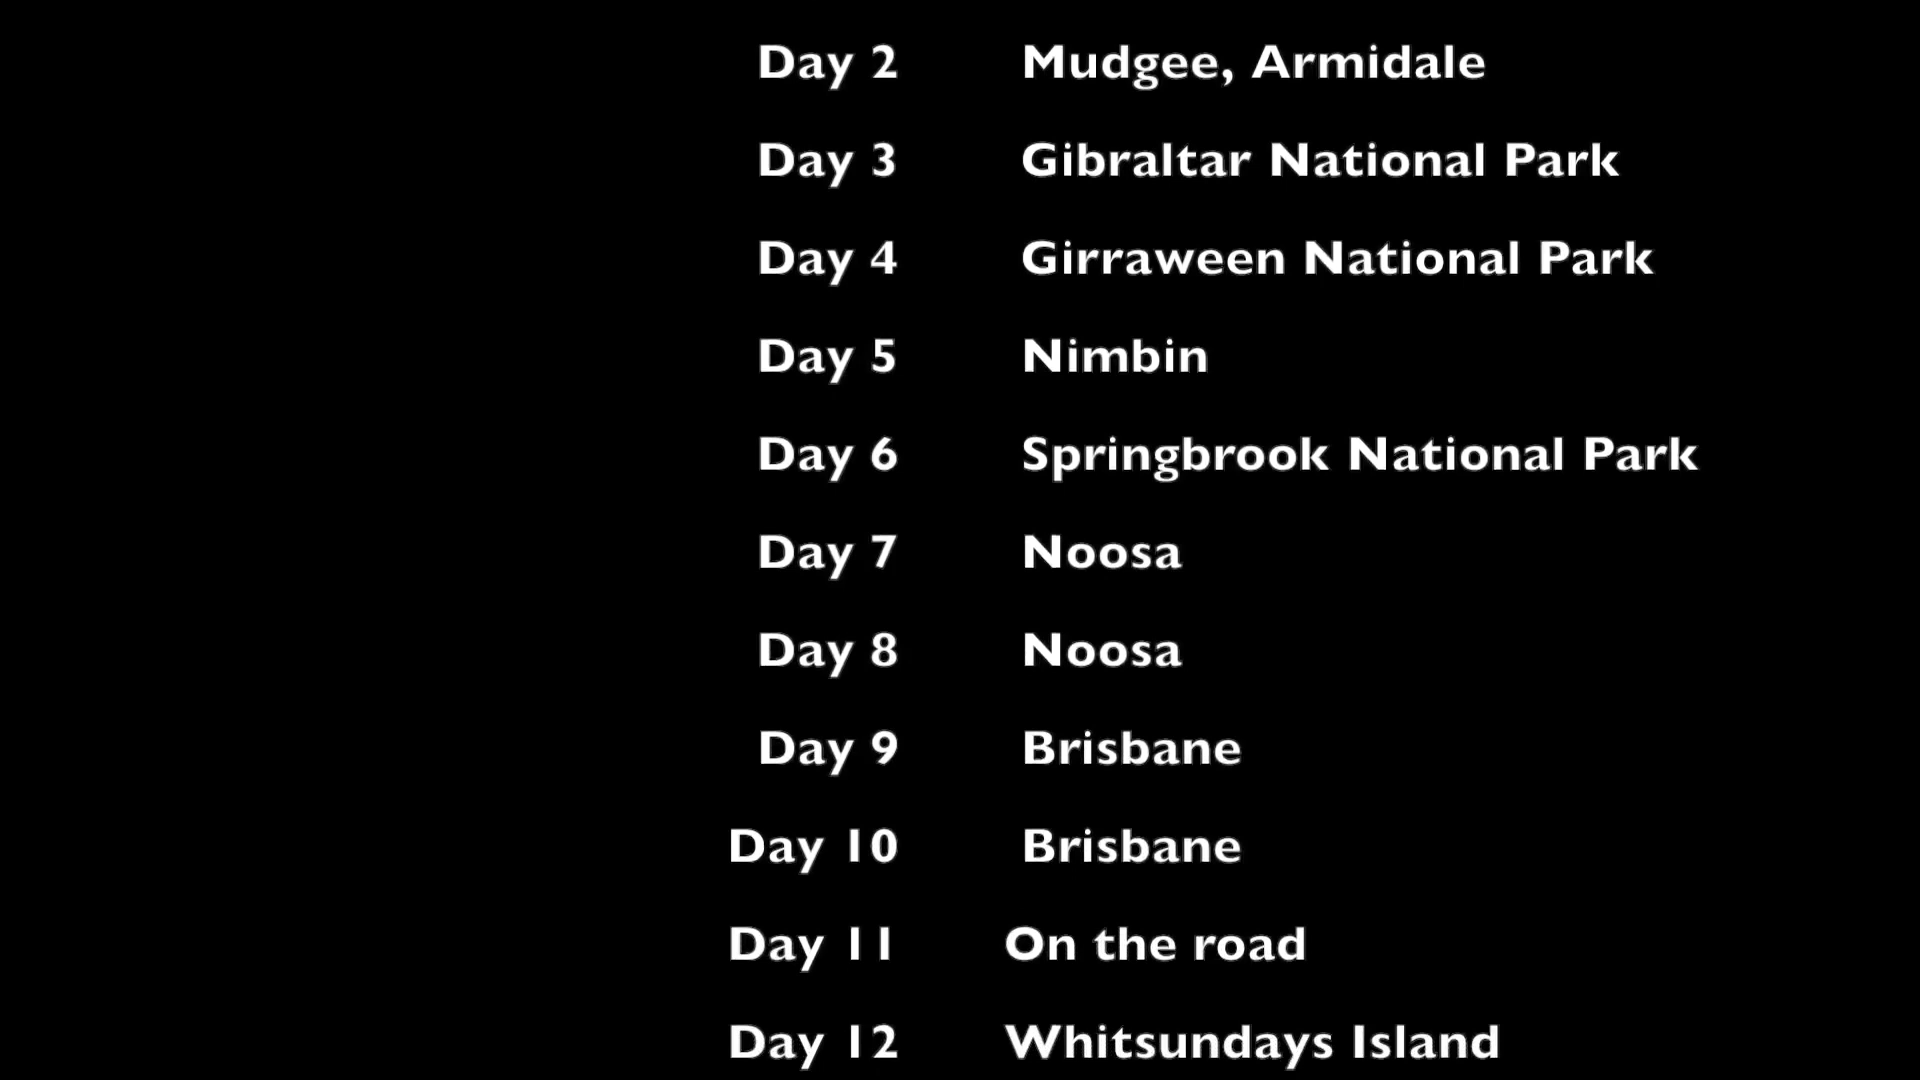 Day 2 Mudgee, Armidale
Day 3 Gibraltar National Park
Day 4 Girraween National Park
Day 5 Nimbin
Day 6 Springbrook National Park
Day 7 Noosa
Day 8 Noosa
Day 9 Brisbane
Day 10 Brisbane
Day 11 On the road
Day 12 Whitsundays Island